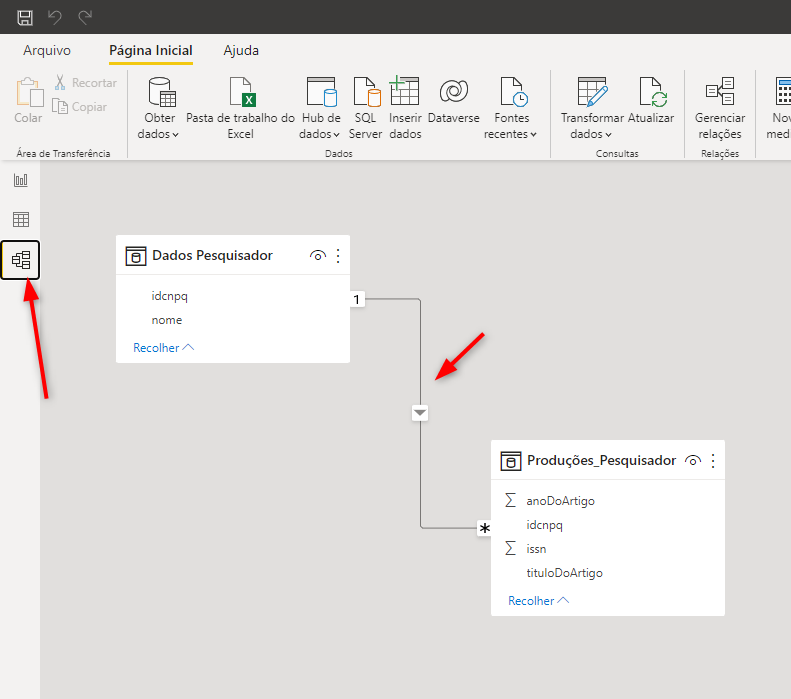 Arquivo
Página Inicial
Ajuda
Colar
Recortar
Copiar
Área de Transferência
Obter dados
Pasta de trabalho do Excel
Hub de dados
SQL Server
Inserir dados
Dataverse
Fontes recentes
Dados
Transformar dados
Atualizar
Consultas
Gerenciar relações
Relações
Nov
med
Dados Pesquisador
idcnpq
nome
Recolher
1
*
Produções_Pesquisador
∑ anoDoArtigo
idcnpq
∑ issn
tituloDoArtigo
Recolher